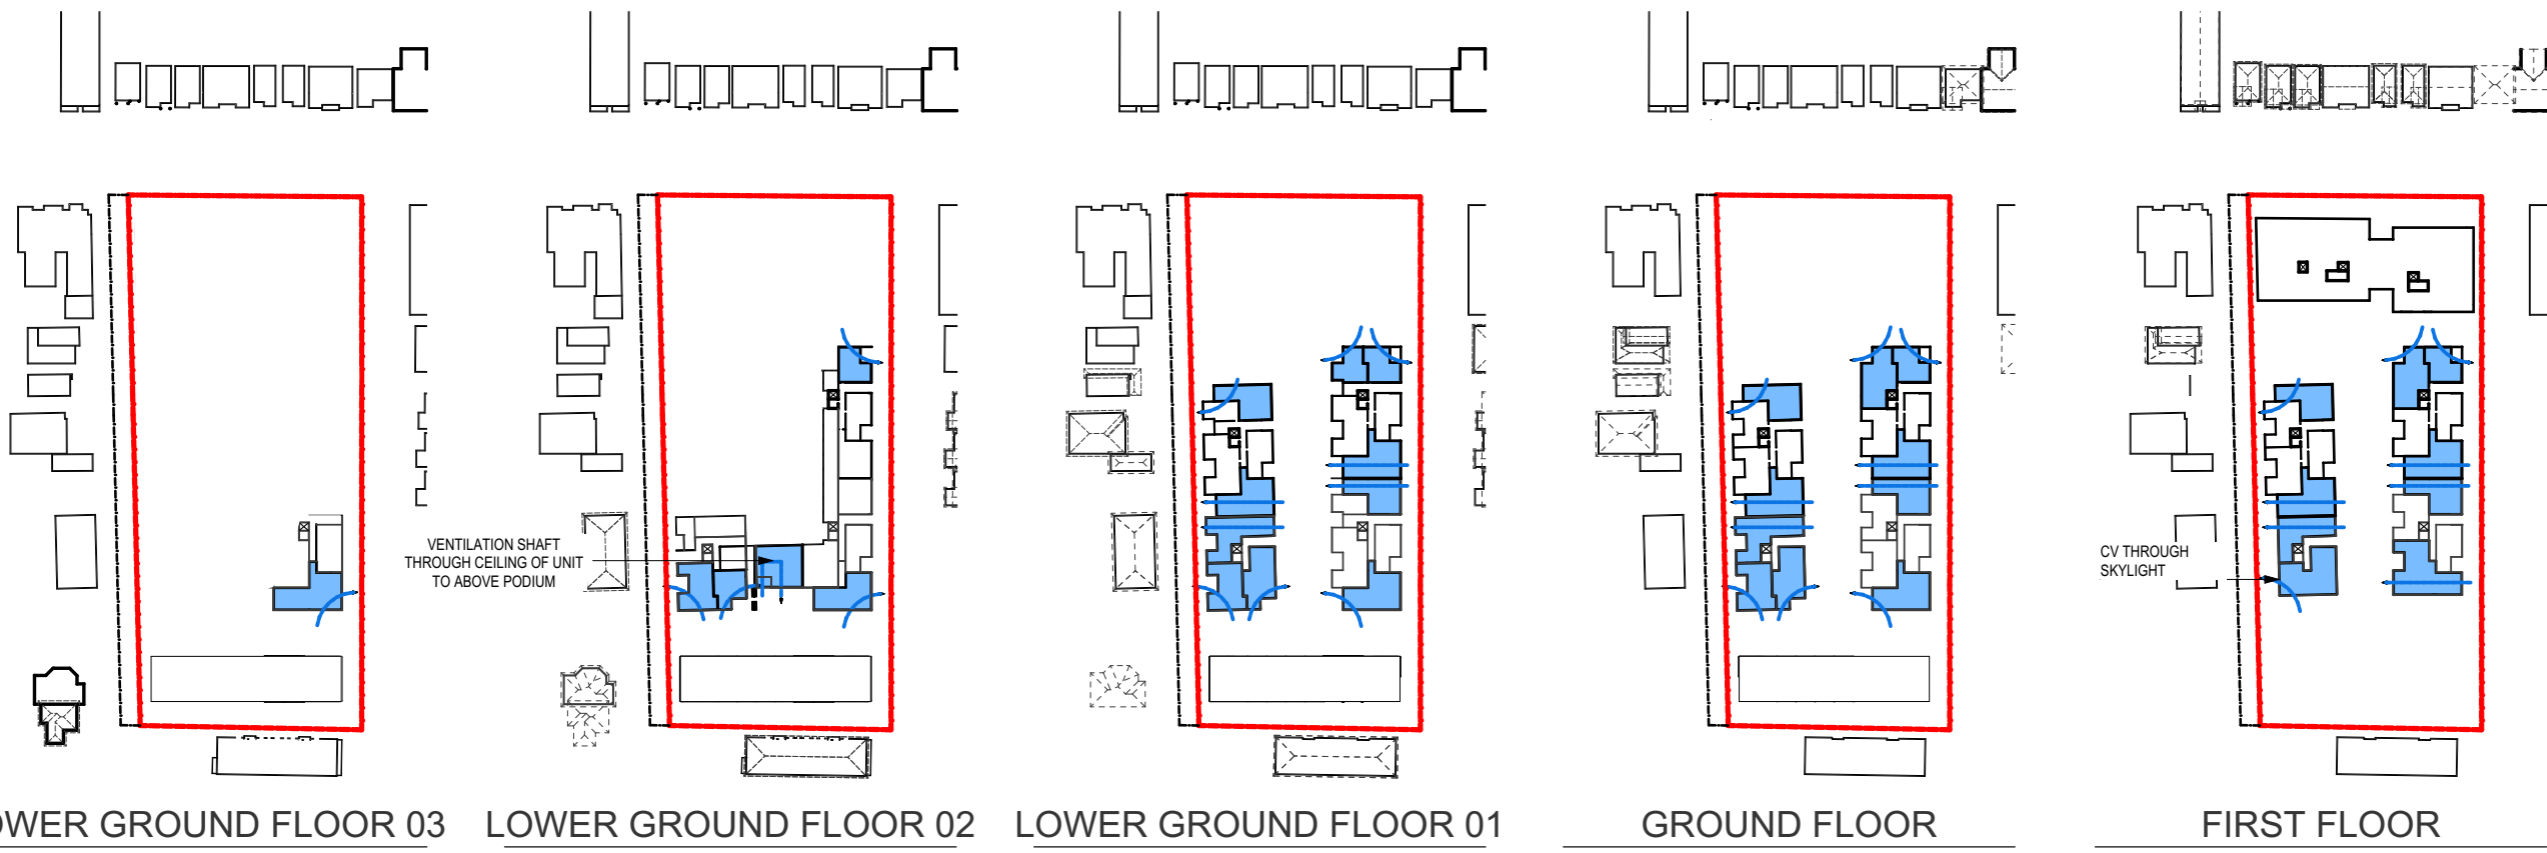 VENTILATION SHAFT
THROUGH CEILING OF UNIT
TO ABOVE PODIUM
CV THROUGH
SKYLIGHT
OWER GROUND FLOOR 03
LOWER GROUND FLOOR 02
LOWER GROUND FLOOR 01
GROUND FLOOR
FIRST FLOOR